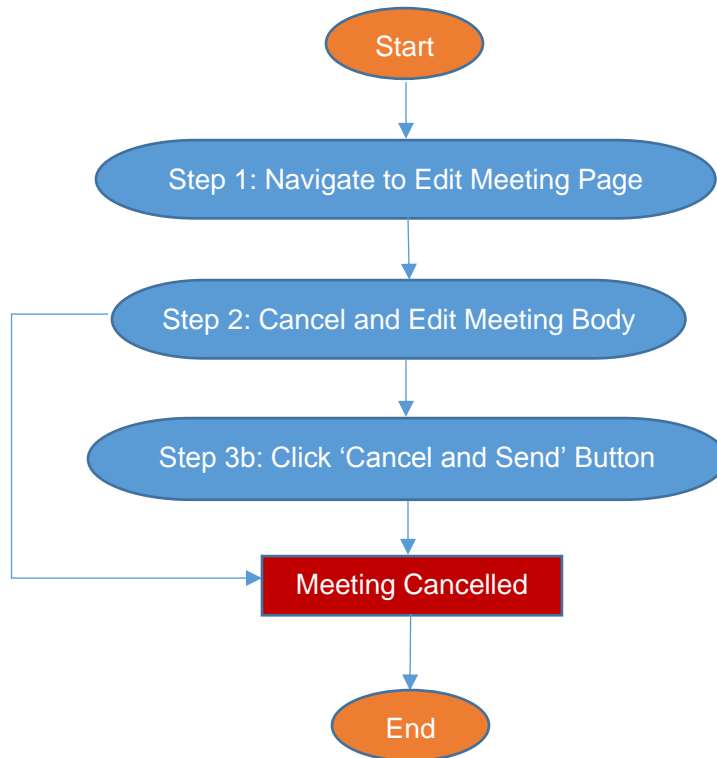 Start
Step 1: Navigate to Edit Meeting Page
Step 2: Cancel and Edit Meeting Body
Step 3b: Click ‘Cancel and Send’ Button
Meeting Cancelled
End